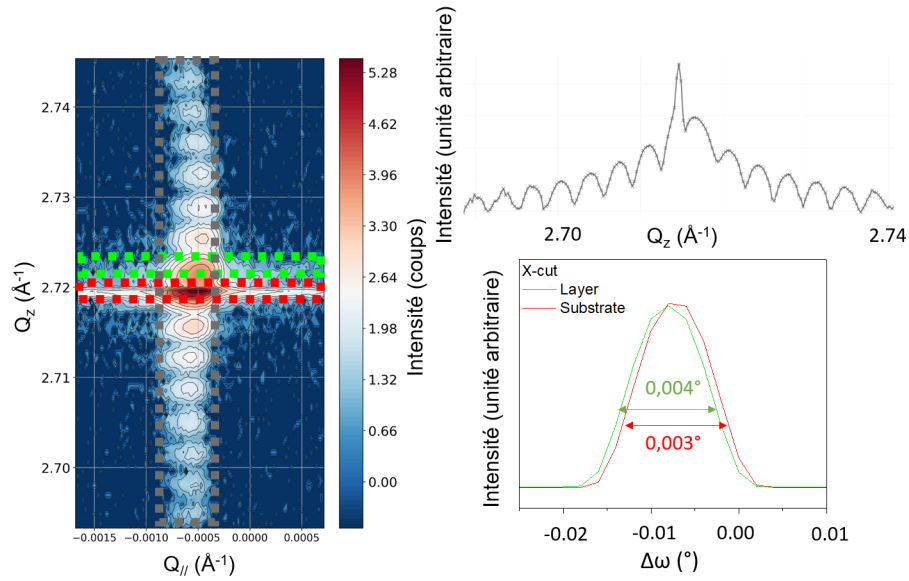 2.74
2.73
2.72
2.71
2.70
Qz (Å-1)
−0.0015
−0.0010
−0.0005
0.0000
0.0005
Q// (Å-1)
5.28
4.62
3.96
3.30
2.64
1.98
1.32
0.66
0.00
Intensité (coups)
Intensité (unité arbitraire)
2.70
2.74
Qz (Å-1)
X-cut
Layer
Substrate
0,004°
0,003°
Intensité (unité arbitraire)
-0.02
-0.01
0.00
0.01
Δω (°)